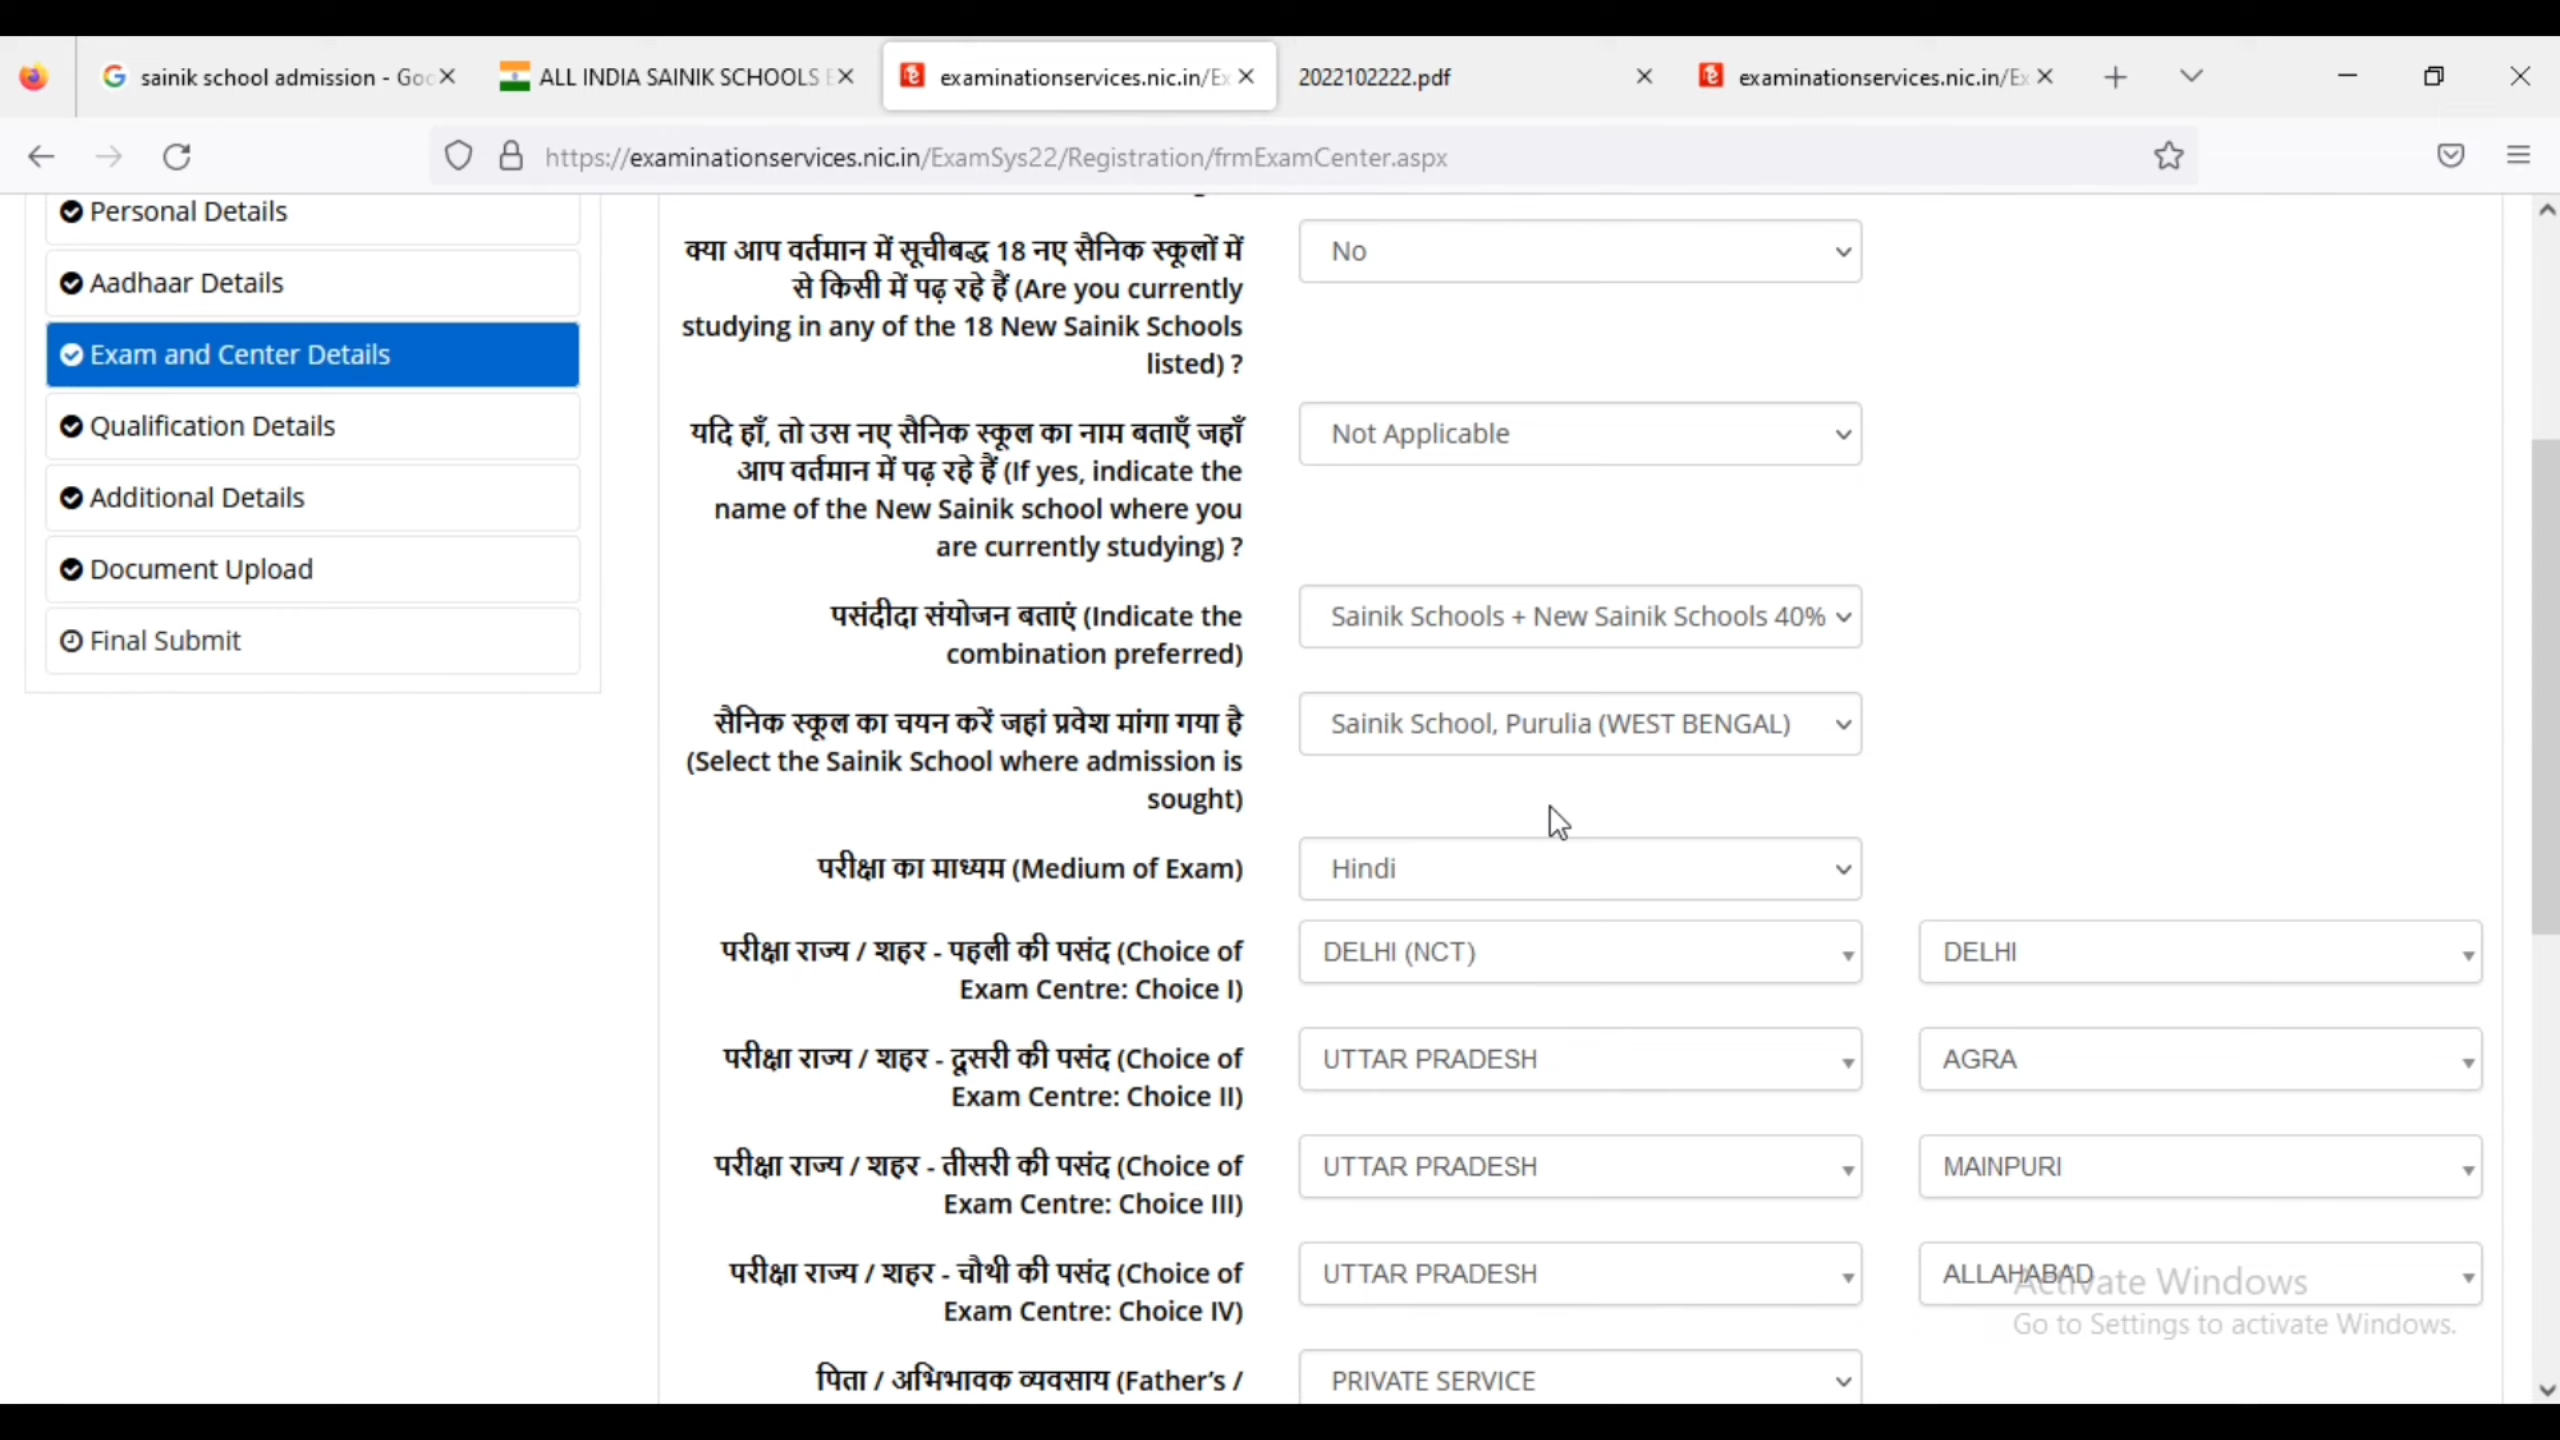 sainik school admission - Goo
ALL INDIA SAINIK SCHOOLS E
examinationservices.nic.in/Ex
2022102222.pdf
examinationservices.nic.in/Ex
https://examinationservices.nic.in/ExamSys22/Registration/frmExamCenter.aspx
Personal Details
Aadhaar Details
Exam and Center Details
Qualification Details
Additional Details
Document Upload
Final Submit
क्या आप वर्तमान में सूचीबद्ध 18 नए सैनिक स्कूलों में
से किसी में पढ़ रहे हैं (Are you currently
studying in any of the 18 New Sainik Schools
listed) ?
No
यदि हाँ, तो उस नए सैनिक स्कूल का नाम बताएँ जहाँ
आप वर्तमान में पढ़ रहे हैं (If yes, indicate the
name of the New Sainik school where you
are currently studying) ?
Not Applicable
पसंदीदा संयोजन बताएं (Indicate the
combination preferred)
Sainik Schools + New Sainik Schools 40%
सैनिक स्कूल का चयन करें जहां प्रवेश मांगा गया है
(Select the Sainik School where admission is
sought)
Sainik School, Purulia (WEST BENGAL)
परीक्षा का माध्यम (Medium of Exam)
Hindi
परीक्षा राज्य / शहर - पहली की पसंद (Choice of
Exam Centre: Choice I)
DELHI (NCT)
DELHI
परीक्षा राज्य / शहर - दूसरी की पसंद (Choice of
Exam Centre: Choice II)
UTTAR PRADESH
AGRA
परीक्षा राज्य / शहर - तीसरी की पसंद (Choice of
Exam Centre: Choice III)
UTTAR PRADESH
MAINPURI
परीक्षा राज्य / शहर - चौथी की पसंद (Choice of
Exam Centre: Choice IV)
UTTAR PRADESH
ALLAHABAD
Activate Windows
Go to Settings to activate Windows.
पिता / अभिभावक व्यवसाय (Father's /
PRIVATE SERVICE